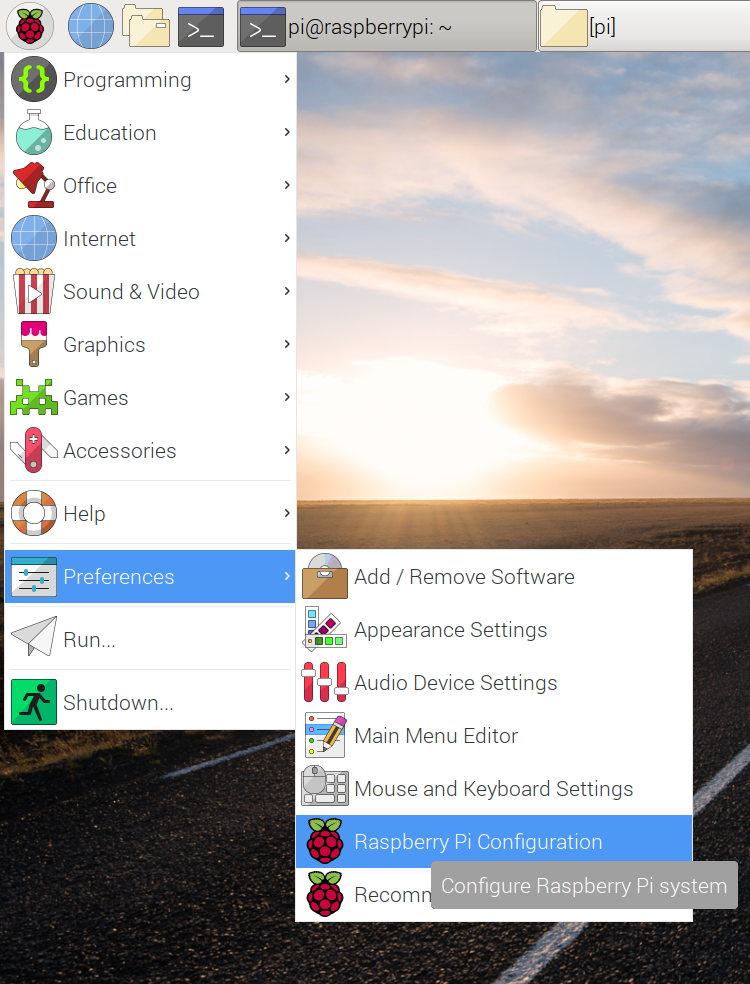 pi@raspberrypi: ~
[pi]
Programming
Education
Office
Internet
Sound & Video
Graphics
Games
Accessories
Help
Preferences
Run...
Shutdown...
Add / Remove Software
Appearance Settings
Audio Device Settings
Main Menu Editor
Mouse and Keyboard Settings
Raspberry Pi Configuration
Configure Raspberry Pi system